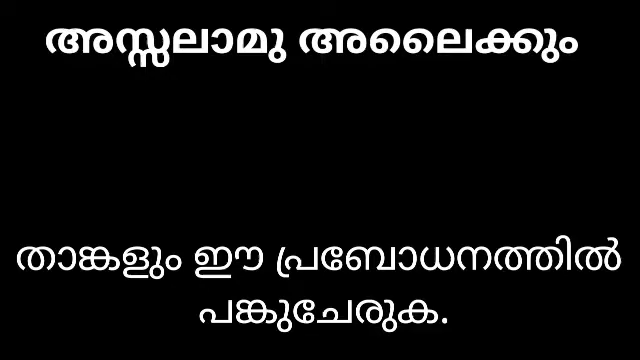 അസ്സലാമു അലൈക്കും
താങ്കളും ഈ പ്രബോധനത്തിൽ
പങ്കുചേരുക.